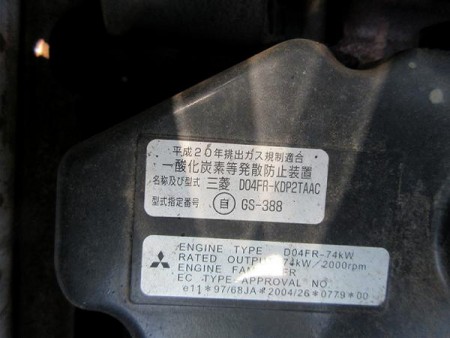 平成20年排出ガス規制適合
一酸化炭素等発散防止装置
名称及び型式 三菱 D04FR-KDP2TAAC
型式指定番号 自 GS-388
ENGINE TYPE D04FR-74kW
RATED OUTPUT 74kW/2000rpm
ENGINE
EC TYPE-APPROVAL NO.
e11*97/68JA*2004/26*0779*00